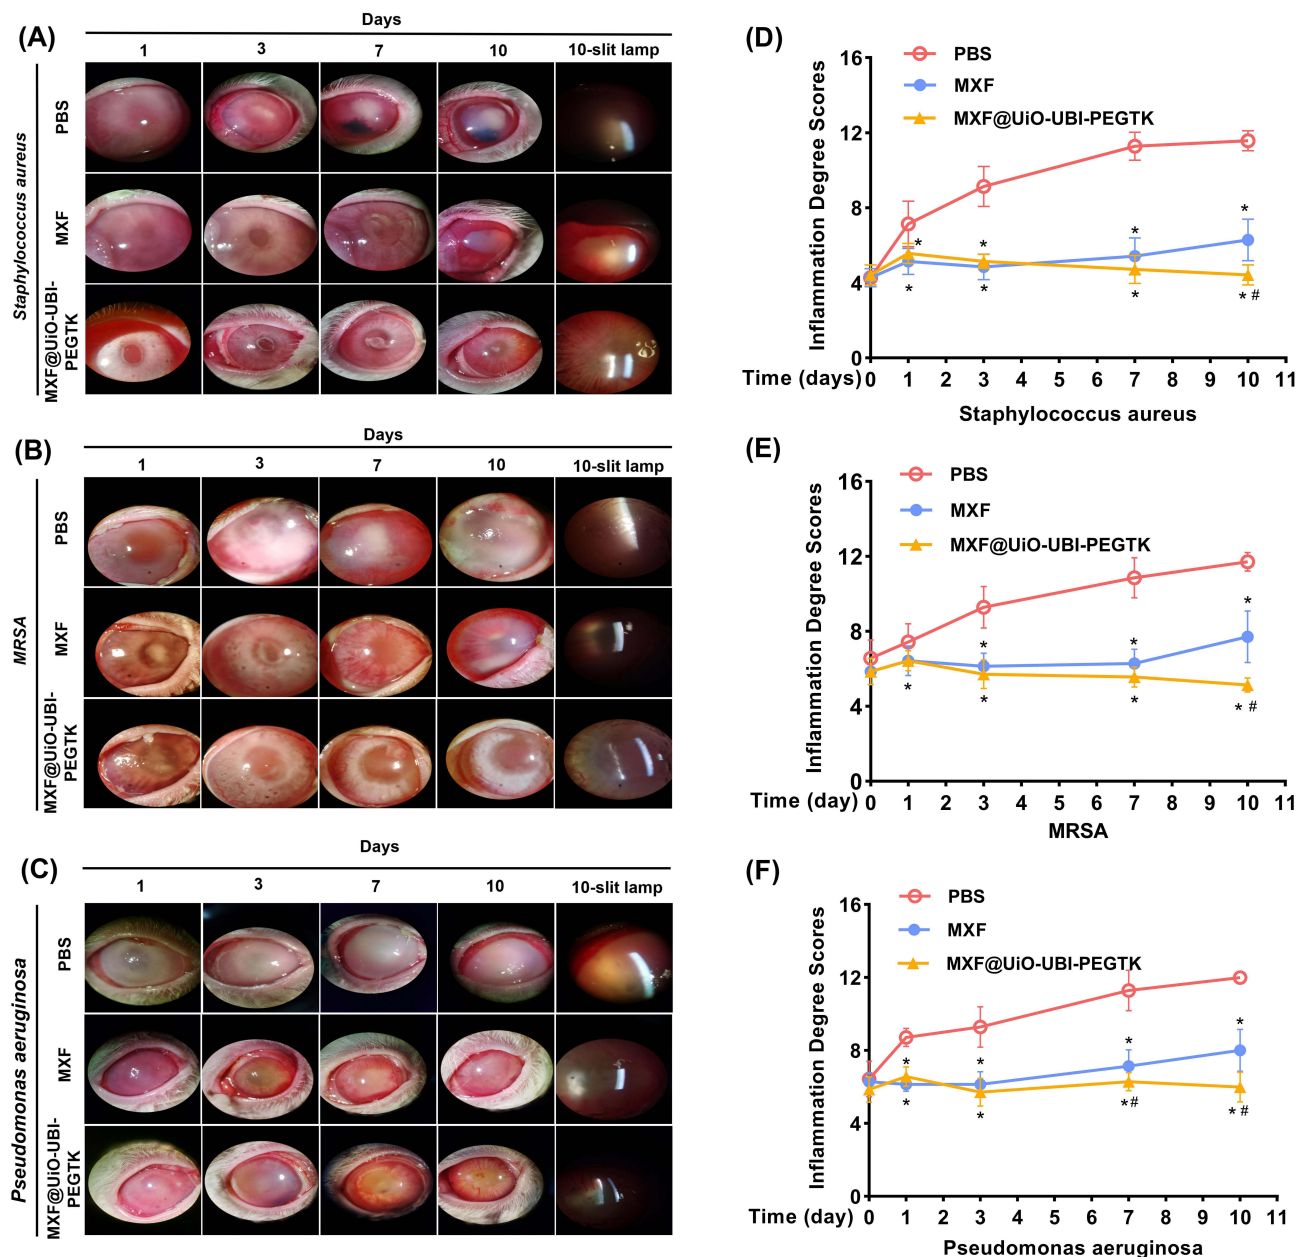 (A)
Days
1 3 7 10 10-slit lamp
Staphylococcus aureus
PBS
MXF
MXF@UiO-UBI-
PEGTK
(D)
Inflammation Degree Scores
16
12
8
4
0
PBS
MXF
MXF@UiO-UBI-PEGTK
*
* * *
* * * * #
Time (days) 0 1 2 3 4 5 6 7 8 9 10 11
Staphylococcus aureus
(B)
Days
1 3 7 10 10-slit lamp
MRSA
PBS
MXF
MXF@UiO-UBI-
PEGTK
(E)
Inflammation Degree Scores
16
12
8
4
0
PBS
MXF
MXF@UiO-UBI-PEGTK
*
* *
* * * * #
Time (day) 0 1 2 3 4 5 6 7 8 9 10 11
MRSA
(C)
Days
1 3 7 10 10-slit lamp
Pseudomonas aeruginosa
PBS
MXF
MXF@UiO-UBI-
PEGTK
(F)
Inflammation Degree Scores
16
12
8
4
0
PBS
MXF
MXF@UiO-UBI-PEGTK
*
* * *
* * *# * #
Time (day) 0 1 2 3 4 5 6 7 8 9 10 11
Pseudomonas aeruginosa